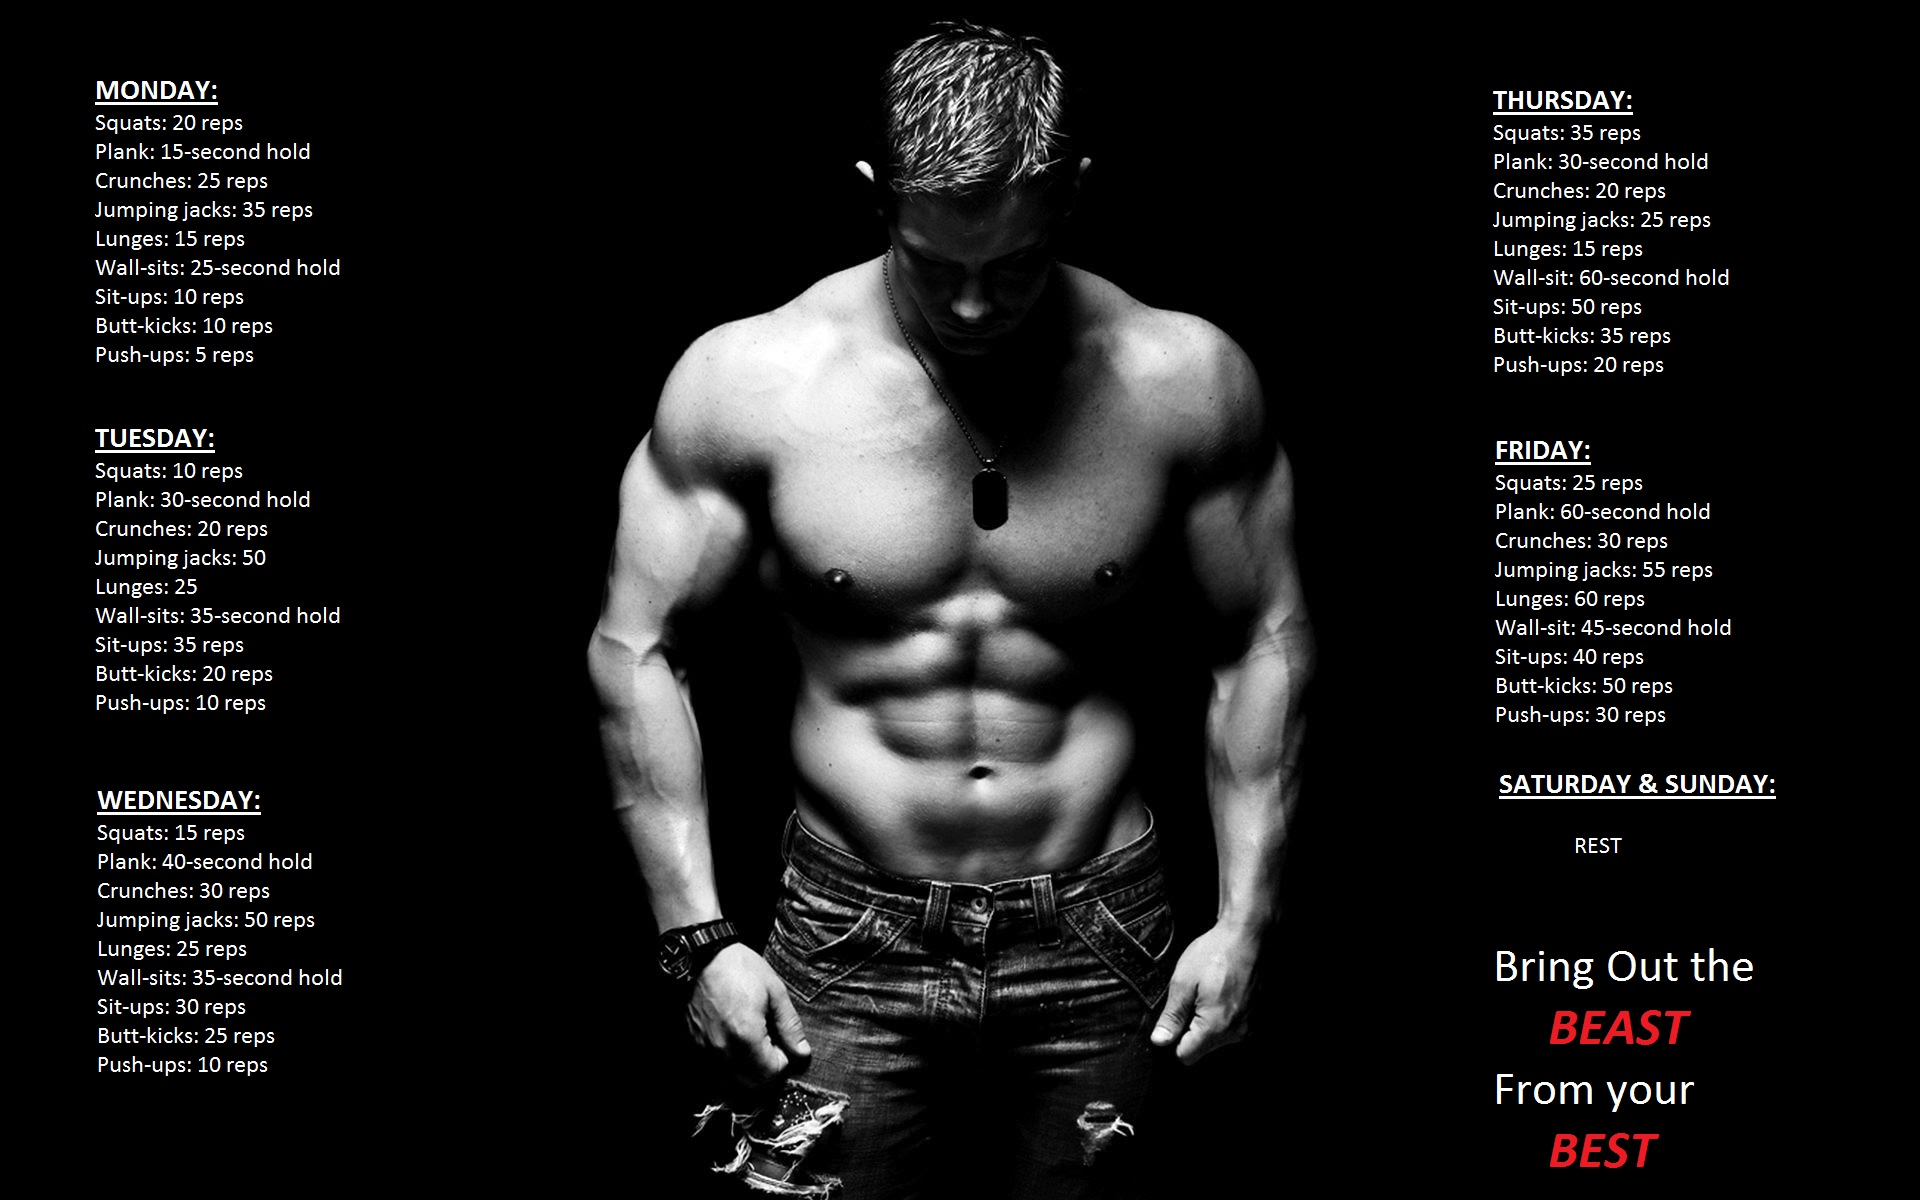 MONDAY:
Squats: 20 reps
Plank: 15-second hold
Crunches: 25 reps
Jumping jacks: 35 reps
Lunges: 15 reps
Wall-sits: 25-second hold
Sit-ups: 10 reps
Butt-kicks: 10 reps
Push-ups: 5 reps
TUESDAY:
Squats: 10 reps
Plank: 30-second hold
Crunches: 20 reps
Jumping jacks: 50
Lunges: 25
Wall-sits: 35-second hold
Sit-ups: 35 reps
Butt-kicks: 20 reps
Push-ups: 10 reps
WEDNESDAY:
Squats: 15 reps
Plank: 40-second hold
Crunches: 30 reps
Jumping jacks: 50 reps
Lunges: 25 reps
Wall-sits: 35-second hold
Sit-ups: 30 reps
Butt-kicks: 25 reps
Push-ups: 10 reps
THURSDAY:
Squats: 35 reps
Plank: 30-second hold
Crunches: 20 reps
Jumping jacks: 25 reps
Lunges: 15 reps
Wall-sit: 60-second hold
Sit-ups: 50 reps
Butt-kicks: 35 reps
Push-ups: 20 reps
FRIDAY:
Squats: 25 reps
Plank: 60-second hold
Crunches: 30 reps
Jumping jacks: 55 reps
Lunges: 60 reps
Wall-sit: 45-second hold
Sit-ups: 40 reps
Butt-kicks: 50 reps
Push-ups: 30 reps
SATURDAY & SUNDAY:
REST
Bring Out the
BEAST
From your
BEST